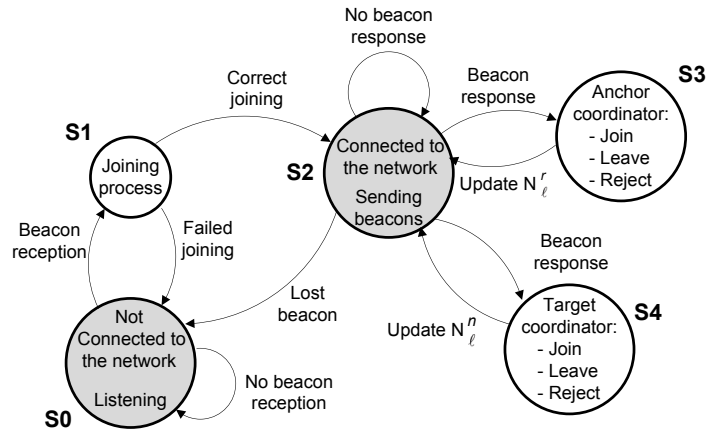 No beacon
response
S3
Correct
joining
Beacon
response
Anchor
coordinator:
- Join
- Leave
- Reject
S1
Joining
process
S2
Connected to
the network
Sending
beacons
Update N ℓ r
Beacon
reception
Failed
joining
Beacon
response
Lost
beacon
Update N ℓ n
S4
Target
coordinator:
- Join
- Leave
- Reject
Not
Connected to
the network
Listening
No beacon
reception
S0